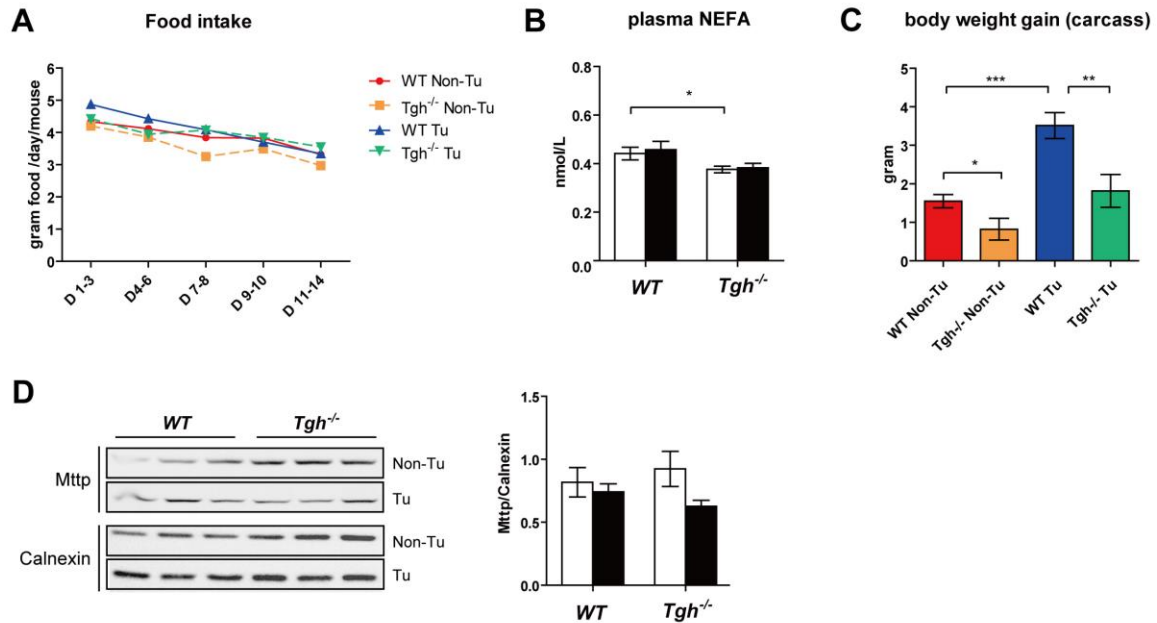 A
Food intake
gram food /day/mouse
6
5
4
3
2
1
0
D 1-3
D4-6
D 7-8
D 9-10
D 11-14
WT Non-Tu
Tgh-/- Non-Tu
WT Tu
Tgh-/- Tu
B
plasma NEFA
nmol/L
0.8
0.6
0.4
0.2
0.0
*
WT
Tgh-/-
C
body weight gain (carcass)
gram
5
4
3
2
1
0
***
**
*
WT Non-Tu
Tgh-/- Non-Tu
WT Tu
Tgh-/- Tu
D
WT
Tgh-/-
Mttp
Non-Tu
Tu
Calnexin
Non-Tu
Tu
Mttp/Calnexin
1.5
1.0
0.5
0.0
WT
Tgh-/-